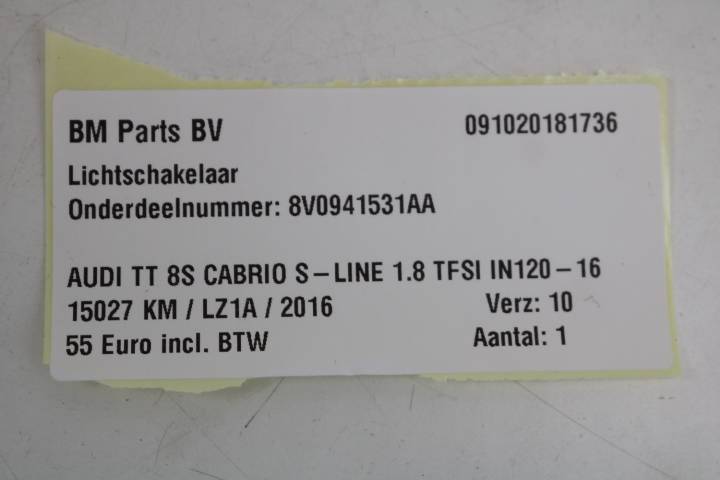 BM Parts BV 091020181736
Lichtschakelaar
Onderdeelnummer: 8V0941531AA
AUDI TT 8S CABRIO S-LINE 1.8 TFSI IN120-16
15027 KM / LZ1A / 2016 Verz: 10
55 Euro incl. BTW Aantal: 1